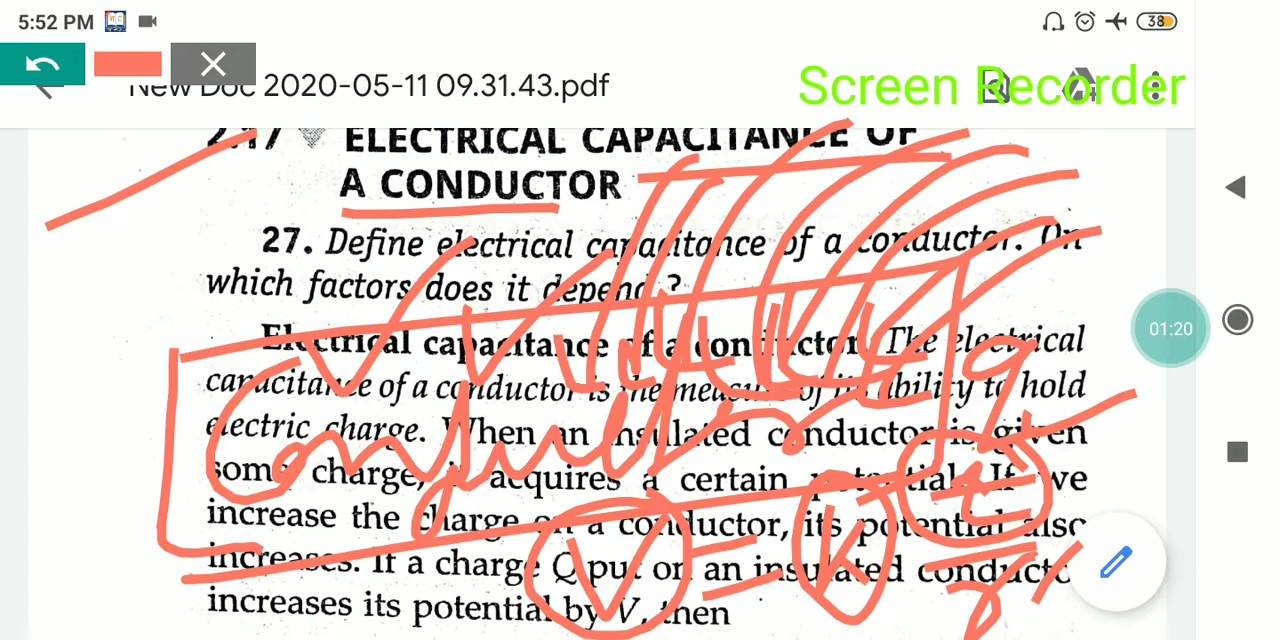 5:52 PM
38
New Doc 2020-05-11 09.31.43.pdf
Screen Recorder
2.17 ELECTRICAL CAPACITANCE OF
A CONDUCTOR
27. Define electrical capacitance of a conductor. On
which factors does it depend ?
Electrical capacitance of a conductor. The electrical
capacitance of a conductor is the measure of its ability to hold
electric charge. When an insulated conductor is given
some charge, it acquires a certain potential. If we
increase the charge on a conductor, its potential also
increases. If a charge Q put on an insulated conductor
increases its potential by V, then
01:20
Conductor
V = k q